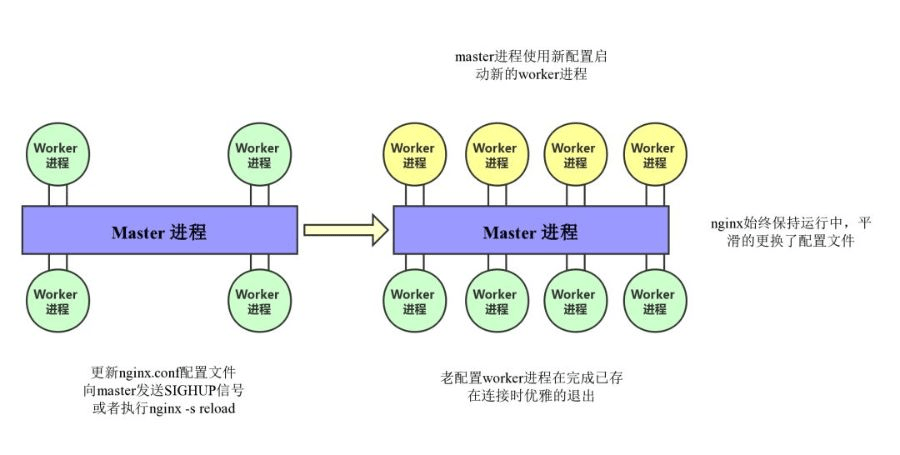 master进程使用新配置启
动新的worker进程
Worker
进程
Worker
进程
Worker
进程
Worker
进程
Worker
进程
Worker
进程
Master 进程
Master 进程
nginx始终保持运行中，平
滑的更换了配置文件
Worker
进程
Worker
进程
Worker
进程
Worker
进程
Worker
进程
Worker
进程
更新nginx.conf配置文件
向master发送SIGHUP信号
或者执行nginx -s reload
老配置worker进程在完成已存
在连接时优雅的退出